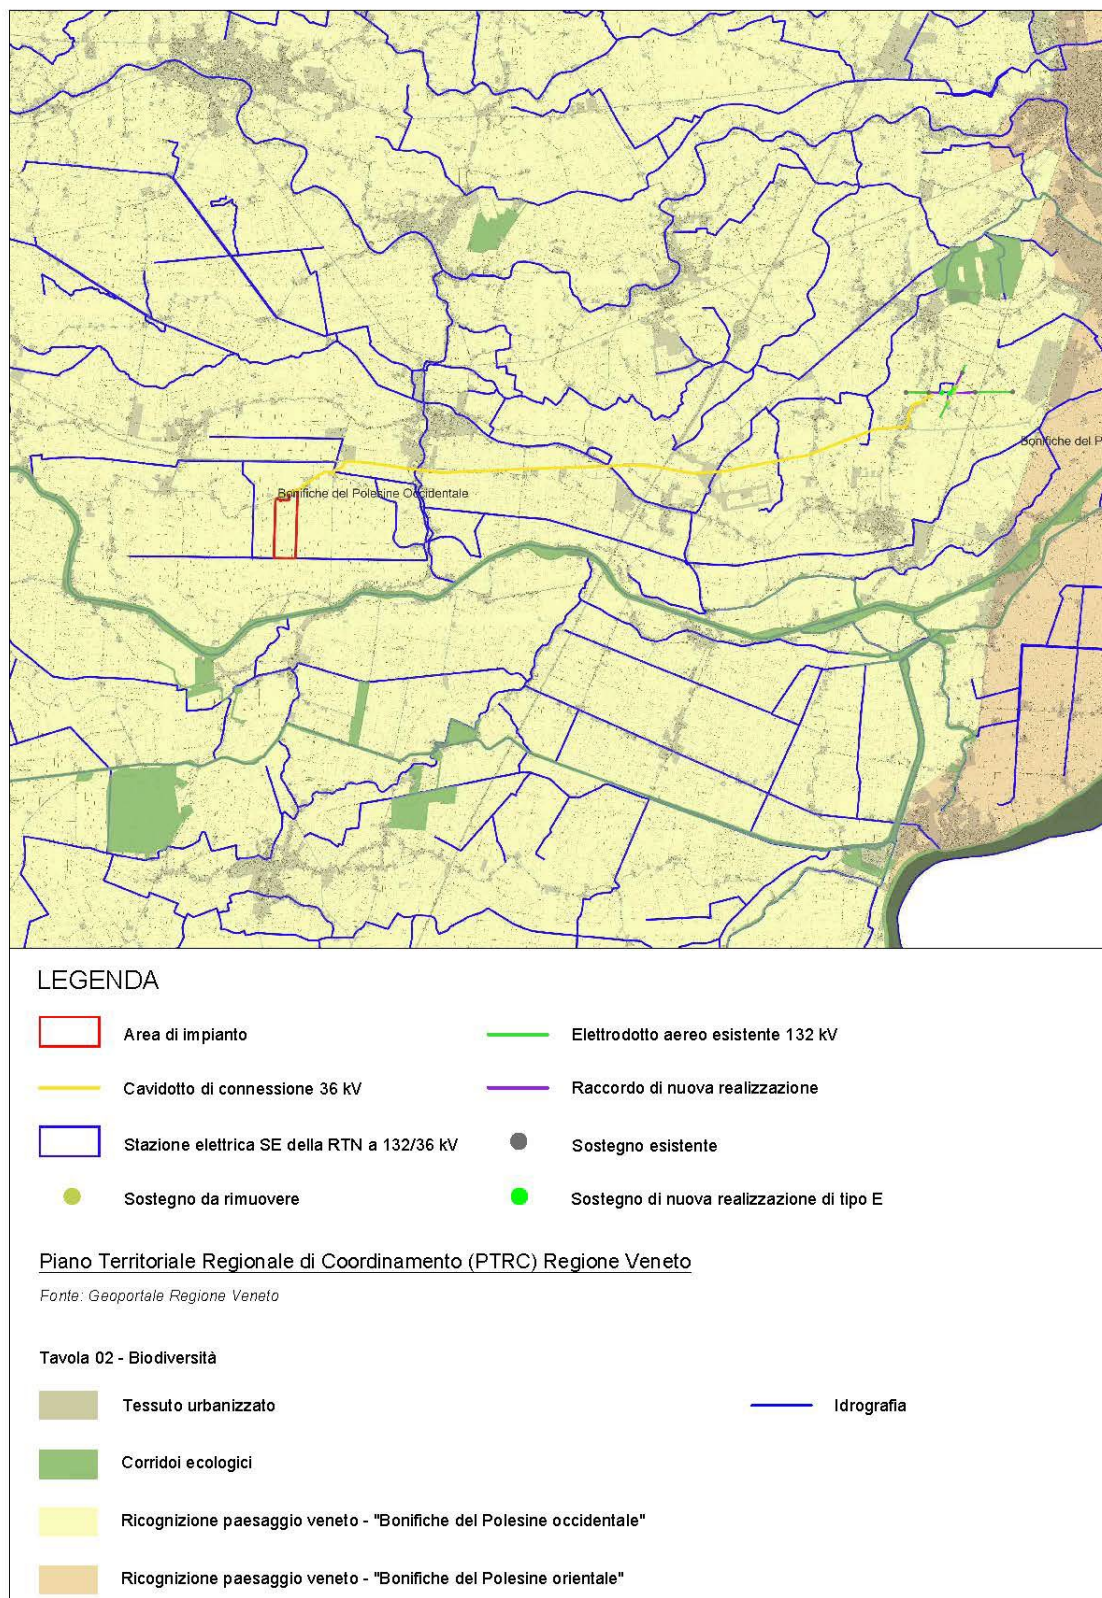 Bonifiche del P
Bonifiche del Polesine Occidentale
LEGENDA
Area di impianto
Elettrodotto aereo esistente 132 kV
Cavidotto di connessione 36 kV
Raccordo di nuova realizzazione
Stazione elettrica SE della RTN a 132/36 kV
Sostegno esistente
Sostegno da rimuovere
Sostegno di nuova realizzazione di tipo E
Piano Territoriale Regionale di Coordinamento (PTRC) Regione Veneto
Fonte: Geoportale Regione Veneto
Tavola 02 - Biodiversità
Tessuto urbanizzato
Idrografia
Corridoi ecologici
Ricognizione paesaggio veneto - "Bonifiche del Polesine occidentale"
Ricognizione paesaggio veneto - "Bonifiche del Polesine orientale"